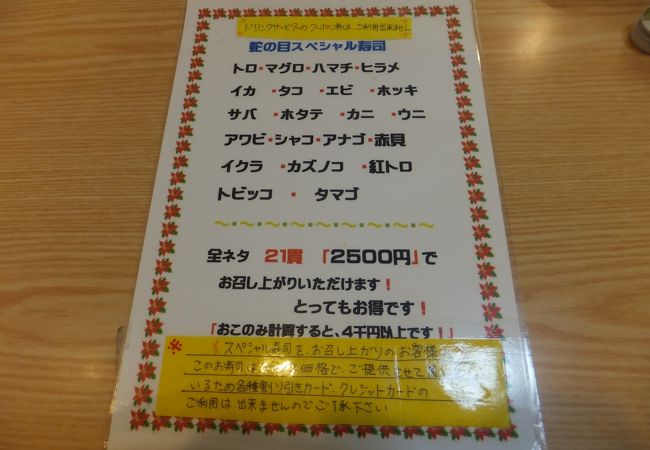 ドリンクサービスのクーポン券は、ご利用出来ません
蛇の目スペシャル寿司
トロ・マグロ・ハマチ・ヒラメ
イカ ・タコ ・エビ ・ホッキ
サバ ・ホタテ ・カニ ・ウニ
アワビ・シャコ・アナゴ・赤貝
イクラ ・カズノコ ・紅トロ
トビッコ ・ タマゴ
全ネタ 21貫 「2500円」で
お召し上がりいただけます!
とってもお得です!
「おこのみ計算すると、4千円以上です!!」
※スペシャル寿司を、お召し上がりのお客様
このお寿司は 価格で、ご提供させて
いるため各種割り引きカード、クレジットカードの
ご利用は出来ませんのでご了承下さい